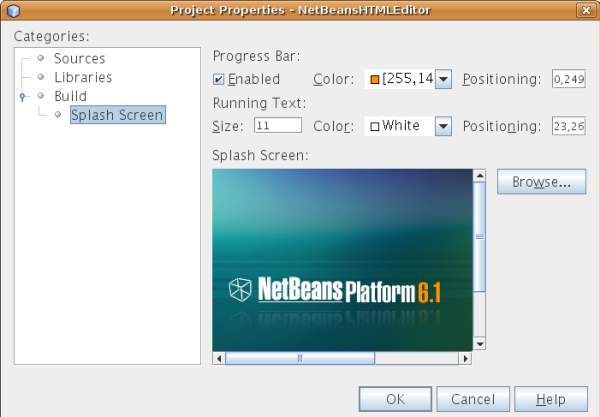 Project Properties - NetBeansHTMLEditor
Categories:
Sources
Libraries
Build
Splash Screen
Progress Bar:
Enabled Color: [255,14 Positioning: 0,249
Running Text:
Size: 11 Color: White Positioning: 23,26
Splash Screen:
Browse...
NetBeans Platform 6.1
OK Cancel Help